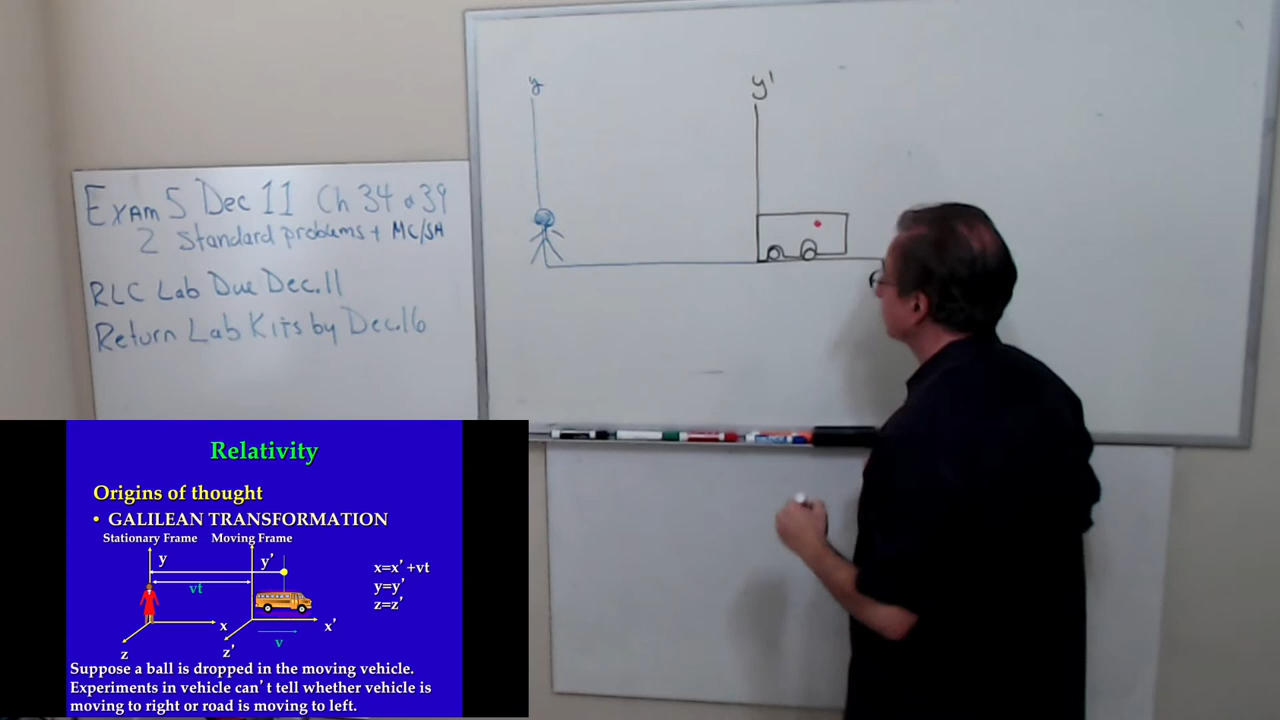 Exam 5 Dec 11 Ch 34 & 39
2 Standard problems + MC/SA
RLC Lab Due Dec. 11
Return Lab Kits by Dec. 16
y
y'
Relativity
Origins of thought
• GALILEAN TRANSFORMATION
Stationary Frame Moving Frame
y y'
vt
x=x'+vt
y=y'
z=z'
x x'
z z' v
Suppose a ball is dropped in the moving vehicle.
Experiments in vehicle can't tell whether vehicle is
moving to right or road is moving to left.